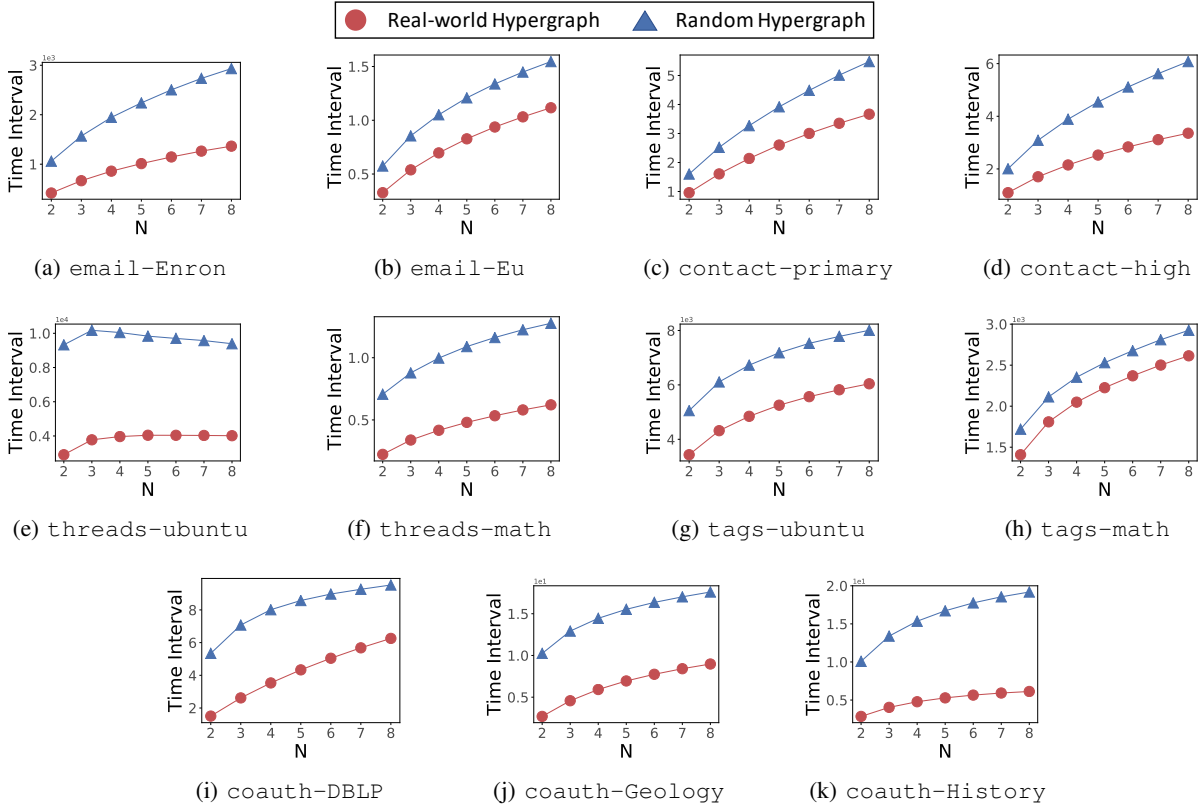 Real-world Hypergraph Random Hypergraph
1e3
3
2
1
Time Interval
2 3 4 5 6 7 8
N
(a) email-Enron
1.5
1.0
0.5
Time Interval
2 3 4 5 6 7 8
N
(b) email-Eu
5
4
3
2
1
Time Interval
2 3 4 5 6 7 8
N
(c) contact-primary
6
4
2
Time Interval
2 3 4 5 6 7 8
N
(d) contact-high
1e4
1.0
0.8
0.6
0.4
Time Interval
2 3 4 5 6 7 8
N
(e) threads-ubuntu
1.0
0.5
Time Interval
2 3 4 5 6 7 8
N
(f) threads-math
1e3
8
6
4
Time Interval
2 3 4 5 6 7 8
N
(g) tags-ubuntu
1e3
3.0
2.5
2.0
1.5
Time Interval
2 3 4 5 6 7 8
N
(h) tags-math
8
6
4
2
Time Interval
2 3 4 5 6 7 8
N
(i) coauth-DBLP
1e1
1.5
1.0
0.5
Time Interval
2 3 4 5 6 7 8
N
(j) coauth-Geology
1e1
2.0
1.5
1.0
0.5
Time Interval
2 3 4 5 6 7 8
N
(k) coauth-History